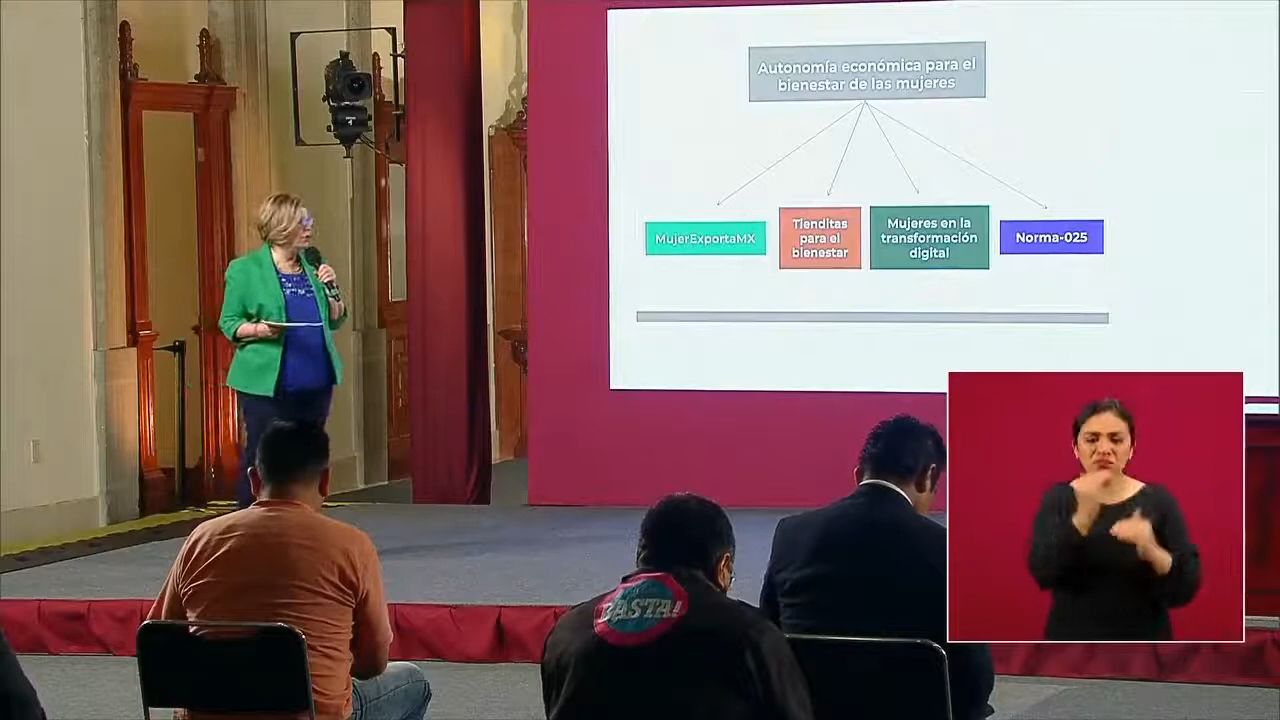 Autonomía económica para el
bienestar de las mujeres
MujerExportaMX
Tienditas
para el
bienestar
Mujeres en la
transformación
digital
Norma-025
BASTA!